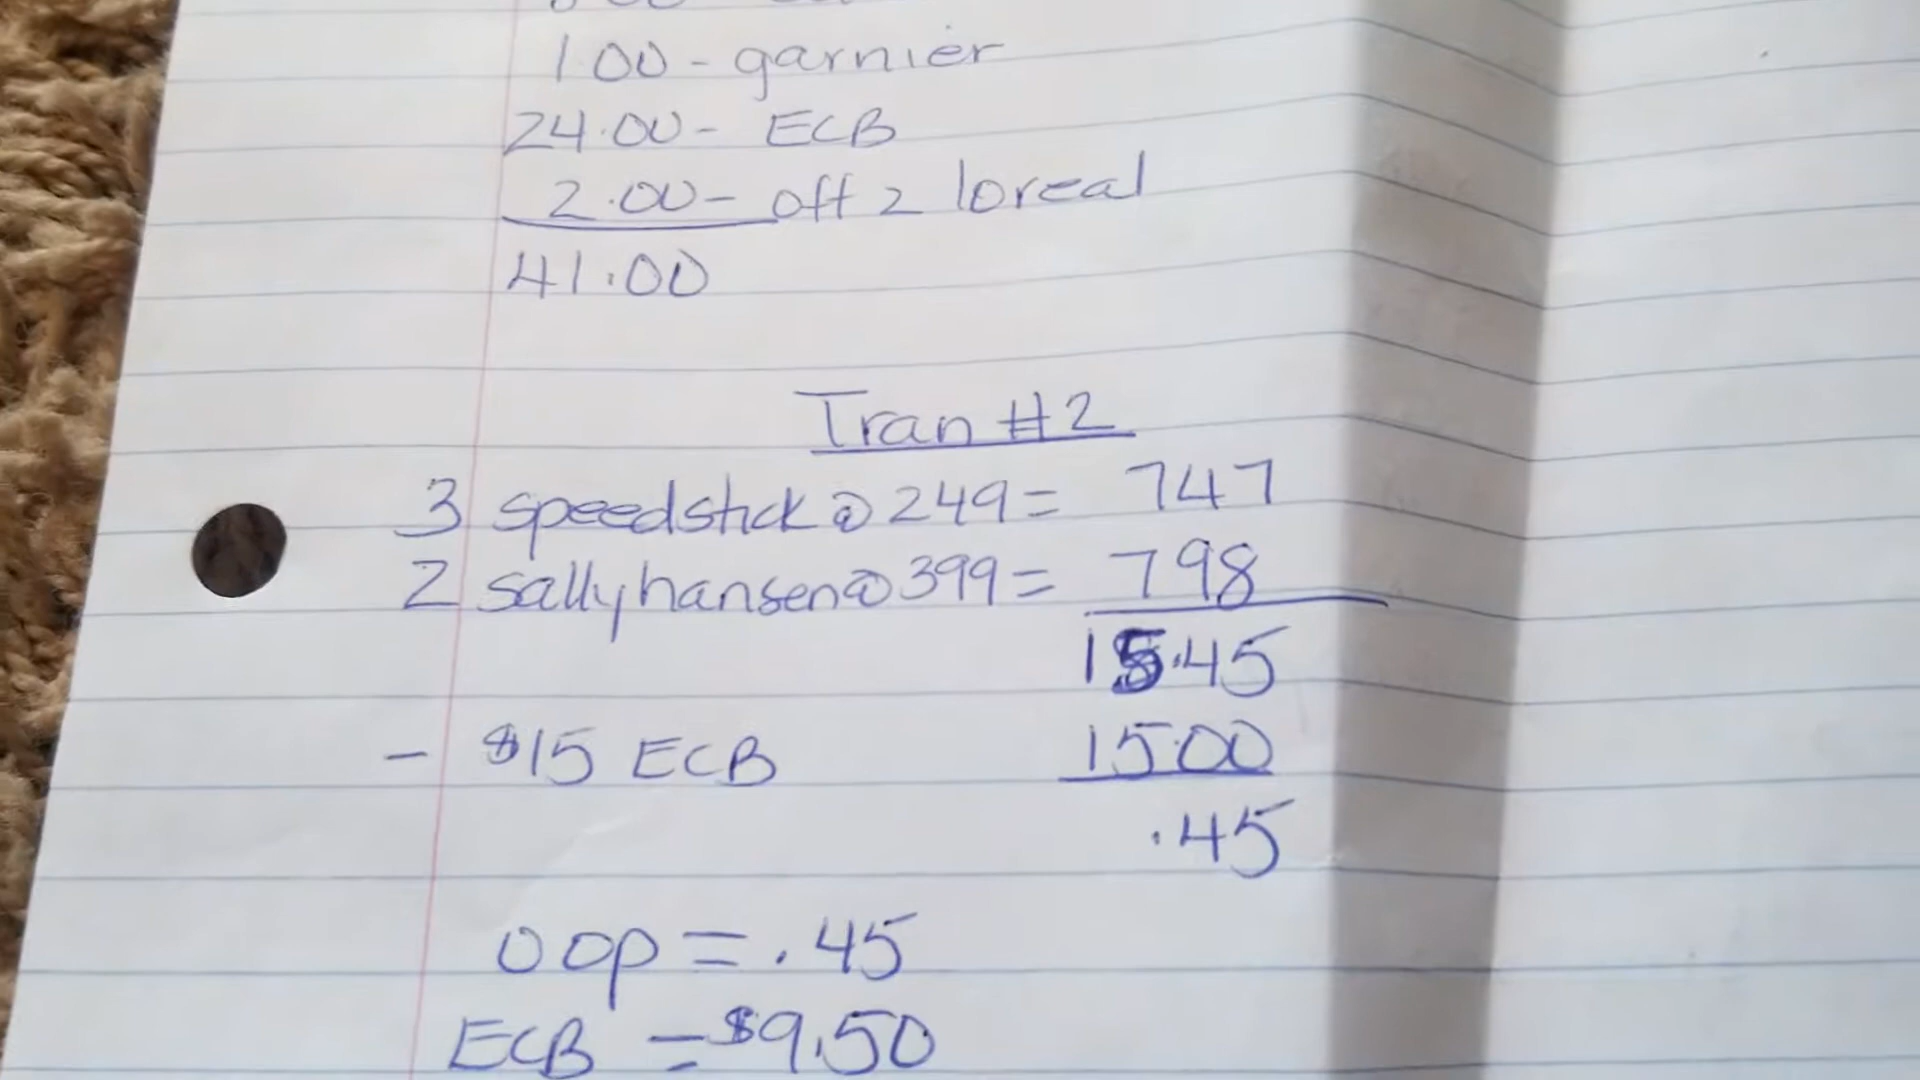 1.00 - garnier
24.00 - ECB
2.00 - off 2 loreal
41.00
Tran #2
3 speedstick @ 249 = 747
2 sallyhansen @ 399 = 798
15.45
- $15 ECB 15.00
.45
oop = .45
ECB = $9.50